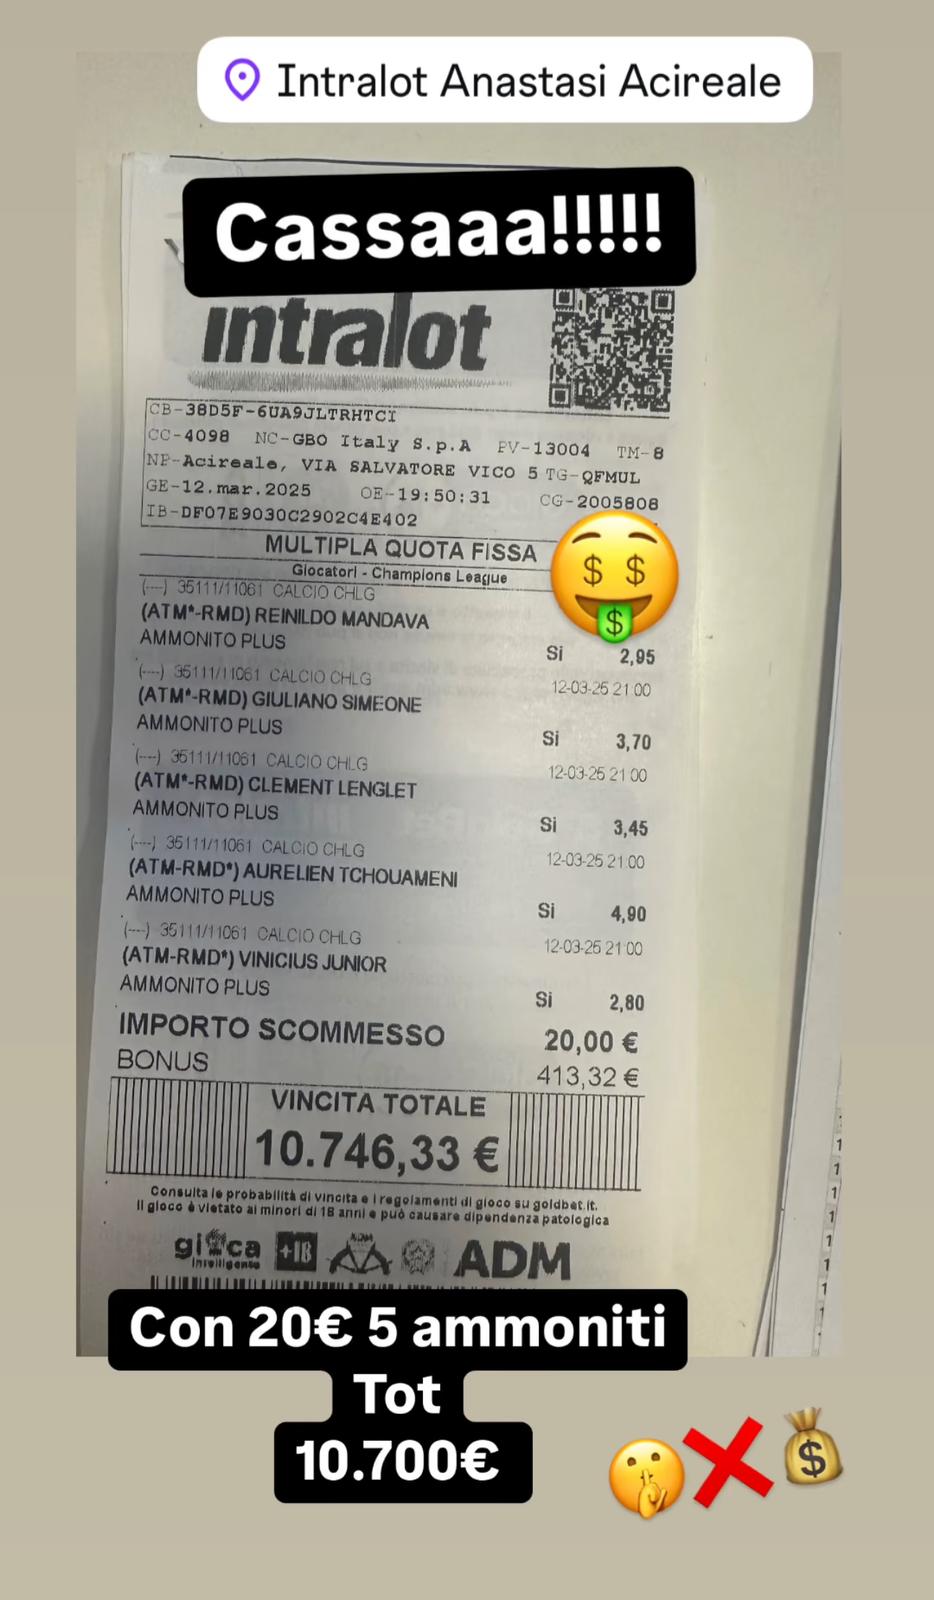 Intralot Anastasi Acireale
Cassaaa!!!!!
intralot
CB-38D5F-6UA9JLTRHTCI
CC-4098 NC-GBO Italy S.p.A PV-13004 TM-8
NP-Acireale, VIA SALVATORE VICO 5 TG-QFMUL
GE-12.mar.2025 OE-19:50:31 CG-2005808
IB-DF07E9030C2902C4E402
MULTIPLA QUOTA FISSA
Giocatori - Champions League
(---) 35111/11061 CALCIO CHLG
(ATM*-RMD) REINILDO MANDAVA
AMMONITO PLUS
Si 2,95
(---) 35111/11061 CALCIO CHLG 12-03-25 21:00
(ATM*-RMD) GIULIANO SIMEONE
AMMONITO PLUS
Si 3,70
(---) 35111/11061 CALCIO CHLG 12-03-25 21:00
(ATM*-RMD) CLEMENT LENGLET
AMMONITO PLUS
Si 3,45
(---) 35111/11061 CALCIO CHLG 12-03-25 21:00
(ATM-RMD*) AURELIEN TCHOUAMENI
AMMONITO PLUS
Si 4,90
(---) 35111/11061 CALCIO CHLG 12-03-25 21:00
(ATM-RMD*) VINICIUS JUNIOR
AMMONITO PLUS
Si 2,80
IMPORTO SCOMMESSO 20,00 €
BONUS 413,32 €
VINCITA TOTALE
10.746,33 €
Consulta le probabilità di vincita e i regolamenti di gioco su goldbet.it.
Il gioco è vietato ai minori di 18 anni e può causare dipendenza patologica
gioca
intelligente
+18
ADM
Con 20€ 5 ammoniti
Tot
10.700€